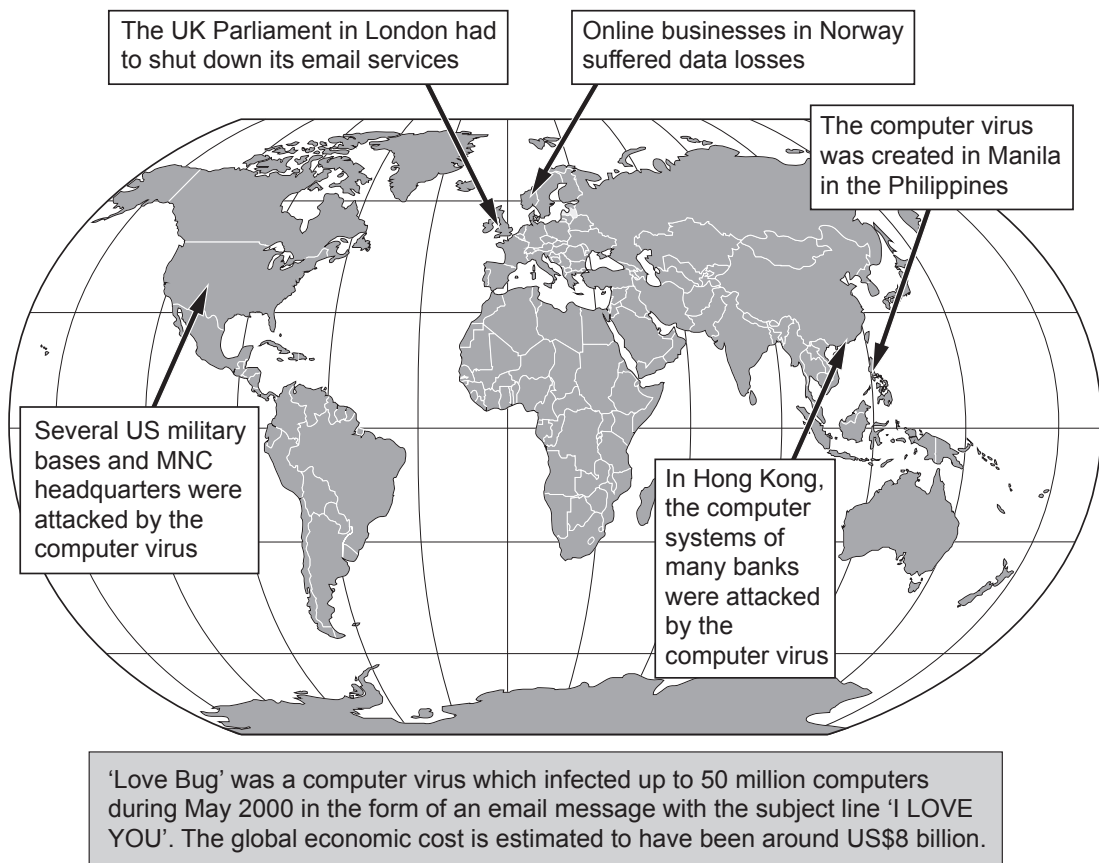 The UK Parliament in London had
to shut down its email services
Online businesses in Norway
suffered data losses
The computer virus
was created in Manila
in the Philippines
Several US military
bases and MNC
headquarters were
attacked by the
computer virus
In Hong Kong,
the computer
systems of
many banks
were attacked
by the
computer virus
‘Love Bug’ was a computer virus which infected up to 50 million computers
during May 2000 in the form of an email message with the subject line ‘I LOVE
YOU’. The global economic cost is estimated to have been around US$8 billion.